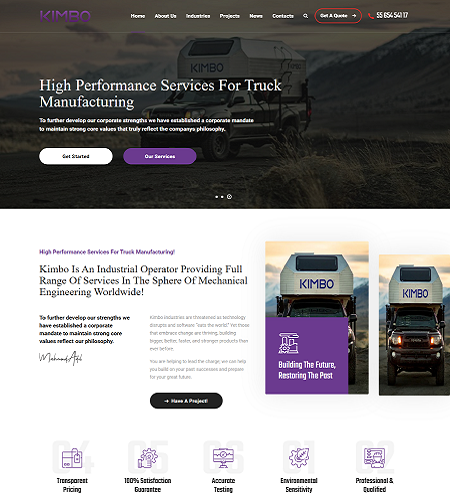 KIMBO
Home About Us Industries Projects News Contacts Get A Quote 55 654 541 17
KIMBO
High Performance Services For Truck
Manufacturing
To further develop our corporate strengths we have established a corporate mandate
to maintain strong core values that truly reflect the companys philosophy.
Get Started Our Services
High Performance Services For Truck Manufacturing!
Kimbo Is An Industrial Operator Providing Full
Range Of Services In The Sphere Of Mechanical
Engineering Worldwide!
To further develop our strengths we
have established a corporate
mandate to maintain strong core
values that reflect our philosophy.
Kimbo industries are threatened as technology
disrupts and software "eats the world" Yet those
that embrace change are thriving, building
bigger, better, faster, and stronger products than
ever before.
You are helping to lead the charge; we can help
you build on your past successes and prepare
for your great future.
Have A Project!
KIMBO
Building The Future,
Restoring The Past
KIMBO
04 05 01 02
Transparent
Pricing
100% Satisfaction
Guarantee
Accurate
Testing
Environmental
Sensitivity
Professional &
Qualified